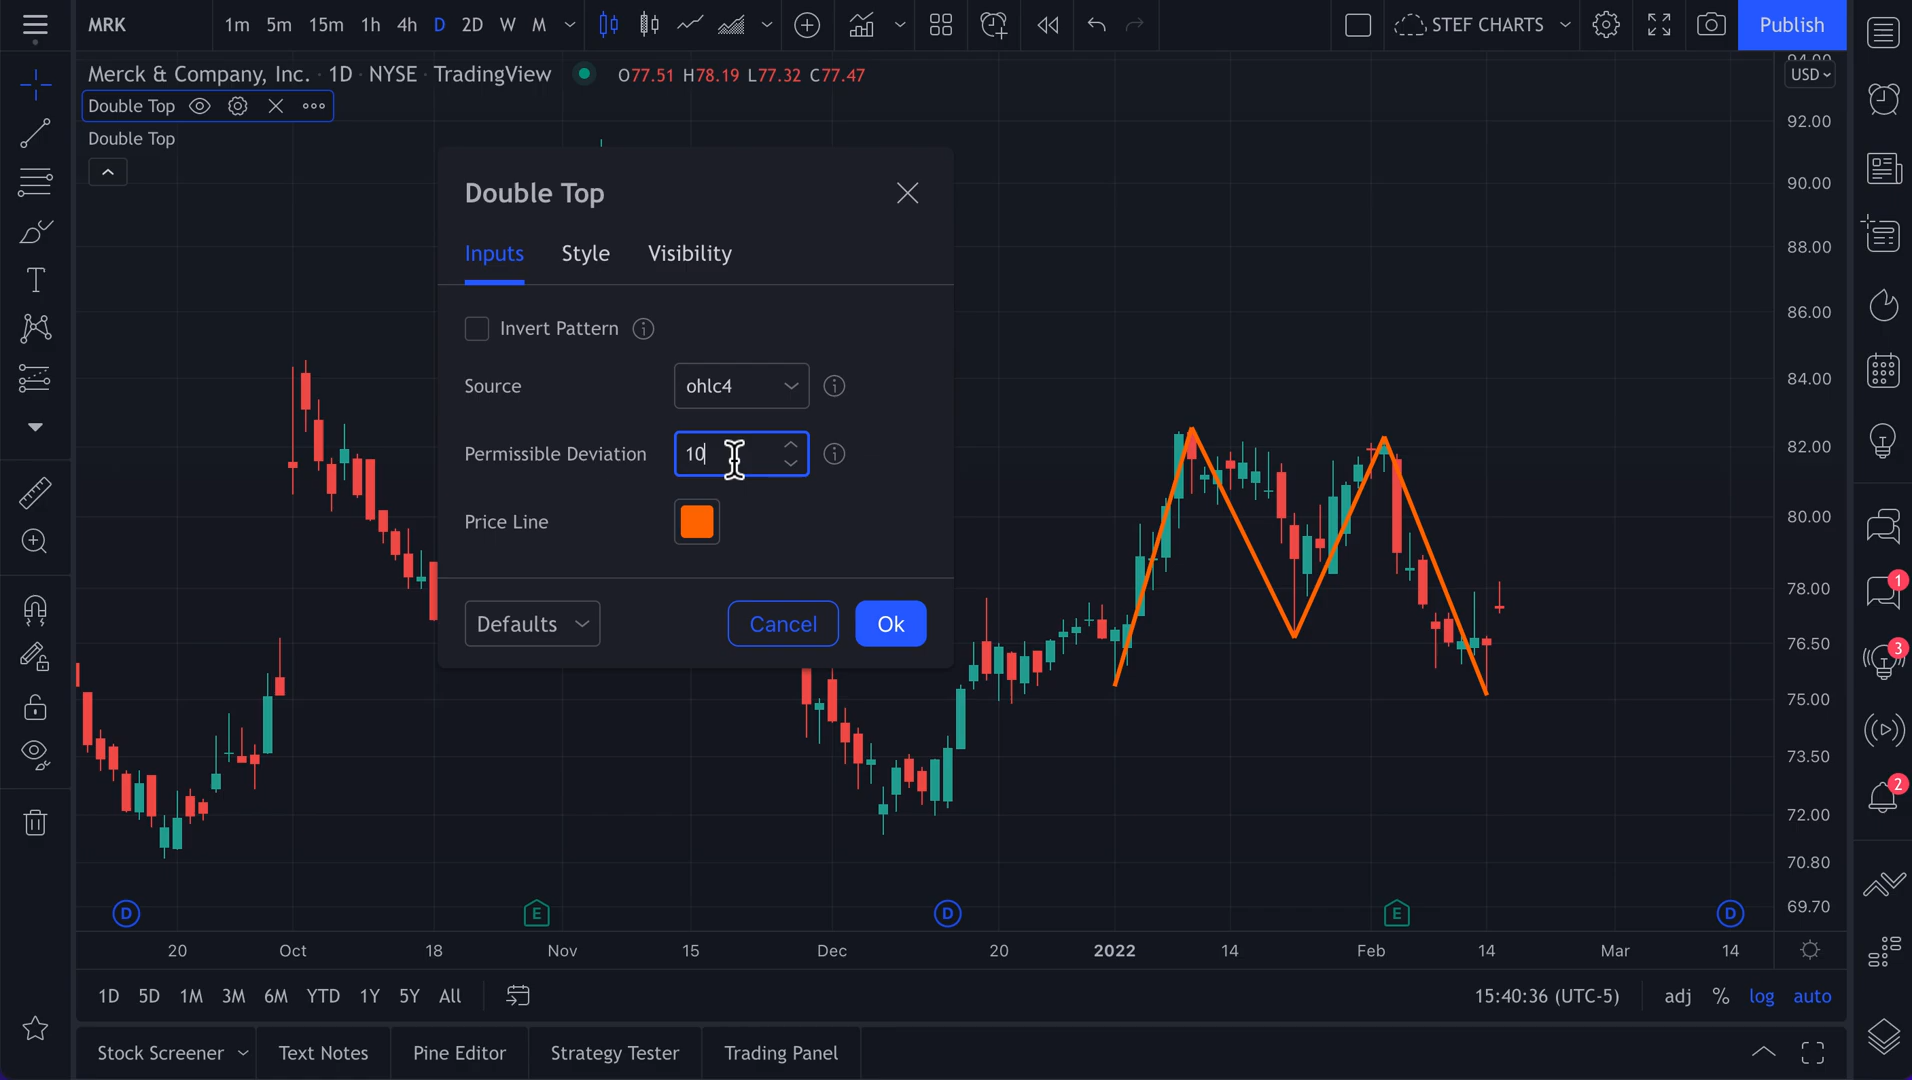 MRK
1m 5m 15m 1h 4h D 2D W M
STEF CHARTS
Publish
Merck & Company, Inc. · 1D · NYSE · TradingView
O77.51 H78.19 L77.32 C77.47
USD
Double Top
Double Top
Double Top
Inputs Style Visibility
Invert Pattern
Source ohlc4
Permissible Deviation 10
Price Line
Defaults Cancel Ok
94.00
92.00
90.00
88.00
86.00
84.00
82.00
80.00
78.00
76.50
75.00
73.50
72.00
70.80
69.70
D E D E D
20 Oct 18 Nov 15 Dec 20 2022 14 Feb 14 Mar 14
1D 5D 1M 3M 6M YTD 1Y 5Y All
15:40:36 (UTC-5) adj % log auto
Stock Screener Text Notes Pine Editor Strategy Tester Trading Panel
1
3
2